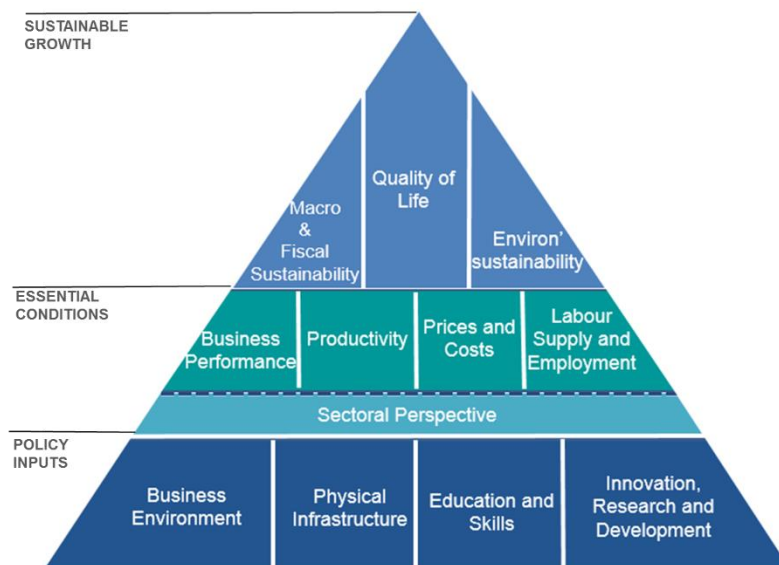 SUSTAINABLE
GROWTH
Quality of
Life
Macro
&
Fiscal
Sustainability
Environ’
sustainability
ESSENTIAL
CONDITIONS
Business
Performance
Productivity
Prices and
Costs
Labour
Supply and
Employment
Sectoral Perspective
POLICY
INPUTS
Business
Environment
Physical
Infrastructure
Education and
Skills
Innovation,
Research and
Development